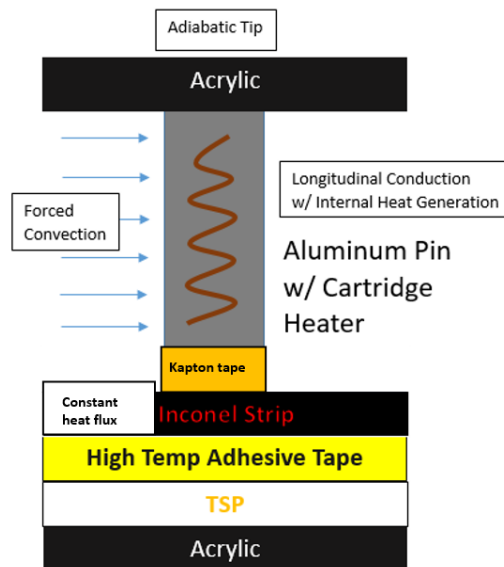 Adiabatic Tip
Acrylic
Forced
Convection
Longitudinal Conduction
w/ Internal Heat Generation
Aluminum Pin
w/ Cartridge
Heater
Kapton tape
Constant
heat flux
Inconel Strip
High Temp Adhesive Tape
TSP
Acrylic